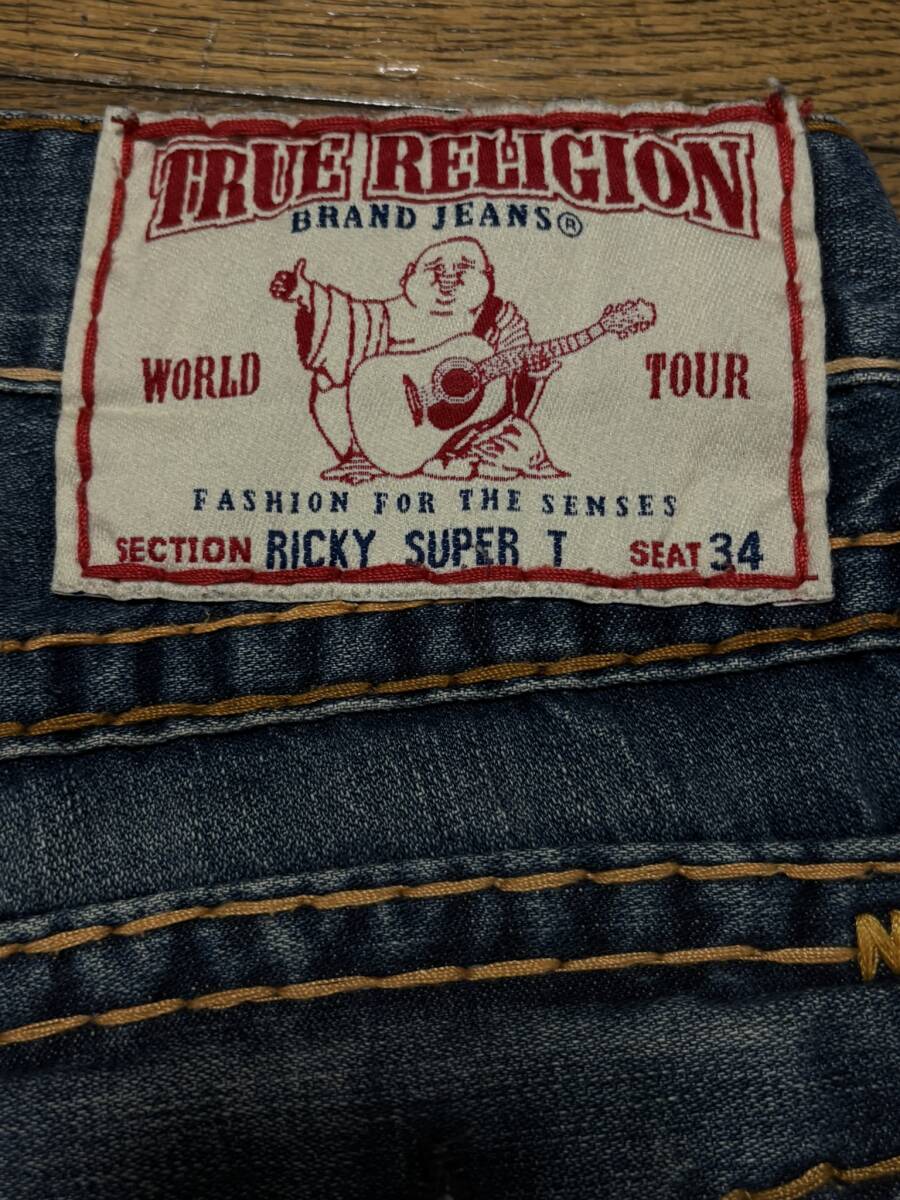 TRUE RELIGION
BRAND JEANS®
WORLD TOUR
FASHION FOR THE SENSES
SECTION RICKY SUPER T SEAT 34